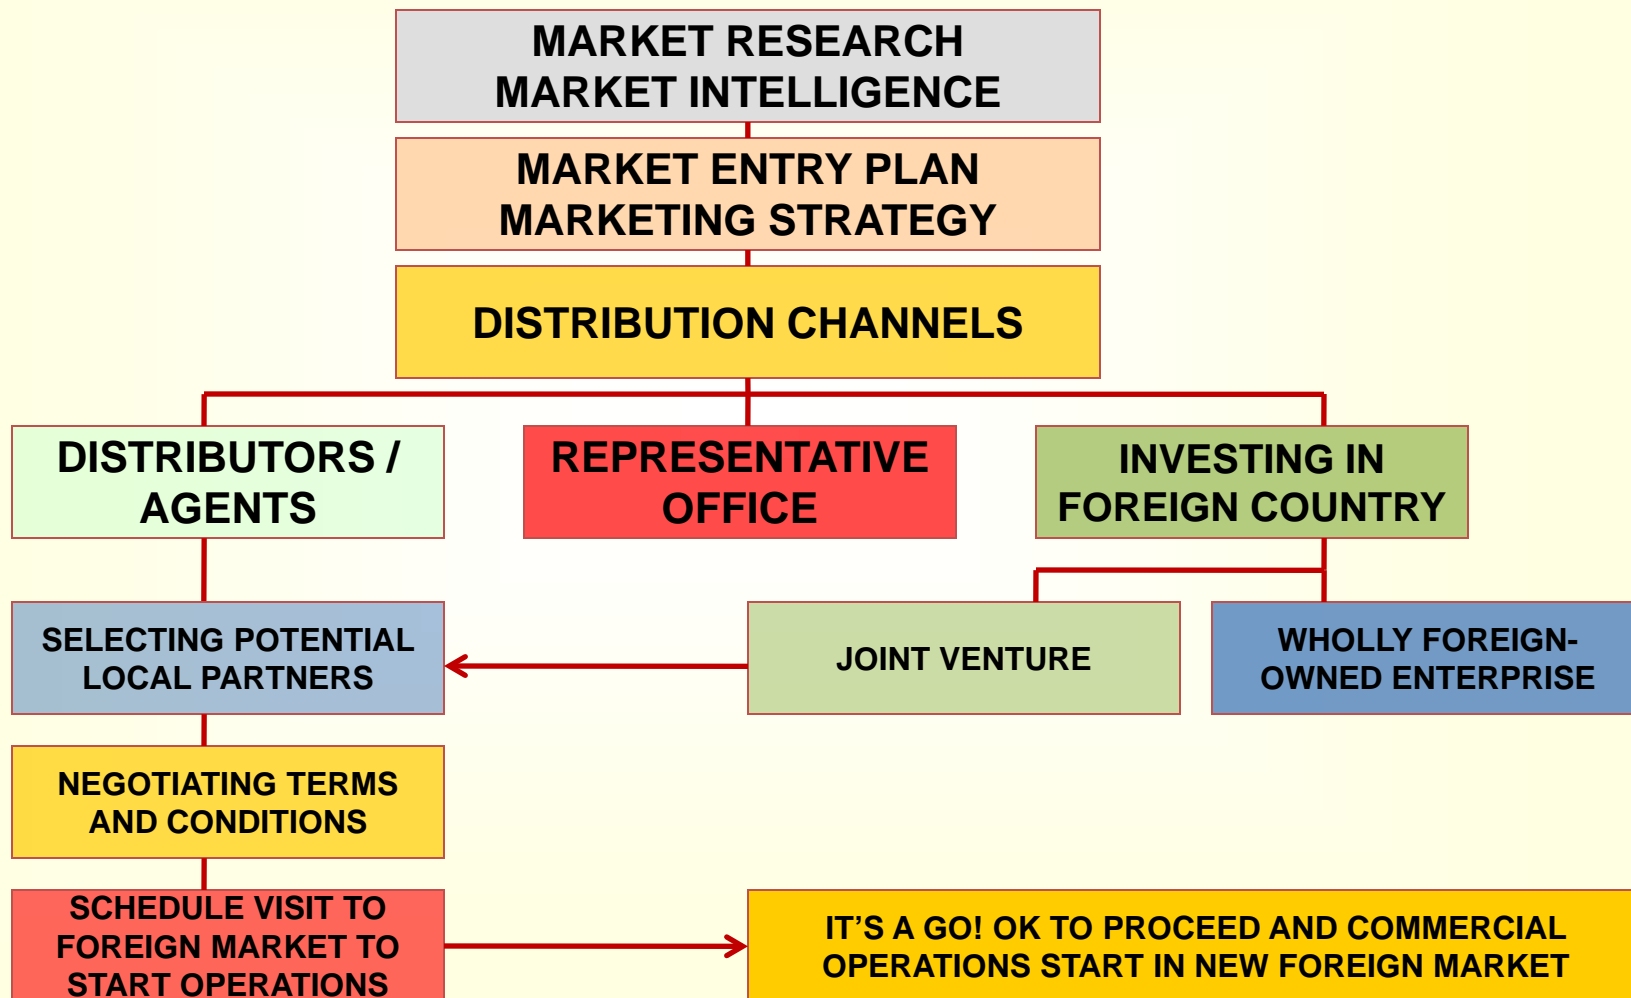 MARKET RESEARCH
MARKET INTELLIGENCE
MARKET ENTRY PLAN
MARKETING STRATEGY
DISTRIBUTION CHANNELS
DISTRIBUTORS /
AGENTS
REPRESENTATIVE
OFFICE
INVESTING IN
FOREIGN COUNTRY
SELECTING POTENTIAL
LOCAL PARTNERS
JOINT VENTURE
WHOLLY FOREIGN-
OWNED ENTERPRISE
NEGOTIATING TERMS
AND CONDITIONS
SCHEDULE VISIT TO
FOREIGN MARKET TO
START OPERATIONS
IT’S A GO! OK TO PROCEED AND COMMERCIAL
OPERATIONS START IN NEW FOREIGN MARKET